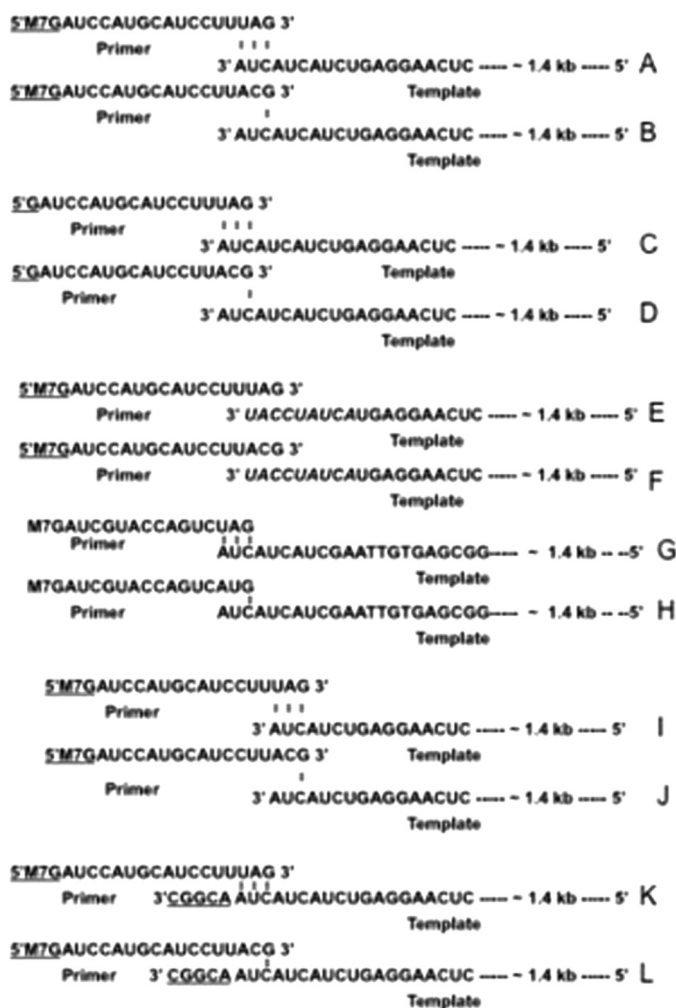 5'M7GAUCCAUGCAUCCUUUAG 3'
Primer
3' AUCAUCAUCUGAGGAACUC ----- ~ 1.4 kb ----- 5' A
5'M7GAUCCAUGCAUCCUUACG 3' Template
Primer
3' AUCAUCAUCUGAGGAACUC ----- ~ 1.4 kb ----- 5' B
Template
5'GAUCCAUGCAUCCUUUAG 3'
Primer
3' AUCAUCAUCUGAGGAACUC ----- ~ 1.4 kb ----- 5' C
5'GAUCCAUGCAUCCUUACG 3' Template
Primer
3' AUCAUCAUCUGAGGAACUC ----- ~ 1.4 kb ----- 5' D
Template
5'M7GAUCCAUGCAUCCUUUAG 3'
Primer 3' UACCUAUCAUGAGGAACUC ----- ~ 1.4 kb ----- 5' E
Template
5'M7GAUCCAUGCAUCCUUACG 3'
Primer 3' UACCUAUCAUGAGGAACUC ----- ~ 1.4 kb ----- 5' F
Template
M7GAUCGUACCAGUCUAG
Primer
AUCAUCAUCGAATTGTGAGCGG---- ~ 1.4 kb -- --5' G
Template
M7GAUCGUACCAGUCAUG
Primer AUCAUCAUCGAATTGTGAGCGG---- ~ 1.4 kb -- --5' H
Template
5'M7GAUCCAUGCAUCCUUUAG 3'
Primer
3' AUCAUCUGAGGAACUC ----- ~ 1.4 kb ----- 5' I
5'M7GAUCCAUGCAUCCUUACG 3' Template
Primer
3' AUCAUCUGAGGAACUC ----- ~ 1.4 kb ----- 5' J
Template
5'M7GAUCCAUGCAUCCUUUAG 3'
Primer 3'CGGCA AUCAUCAUCUGAGGAACUC ----- ~ 1.4 kb ----- 5' K
Template
5'M7GAUCCAUGCAUCCUUACG 3'
Primer 3' CGGCA AUCAUCAUCUGAGGAACUC ----- ~ 1.4 kb ----- 5' L
Template